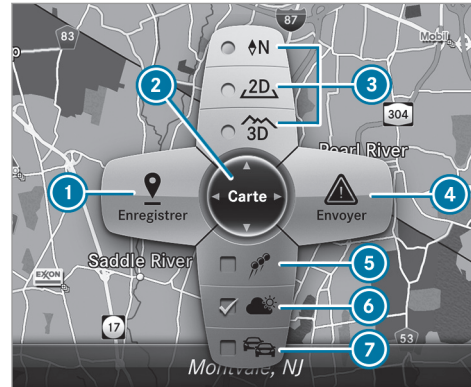 87
83
Mobil
N
2D
3D
2
3
304
Pearl River
1
4
Carte
Enregistrer
Envoyer
Saddle River
5
EXXON
6
17
53
7
Montvale, NJ